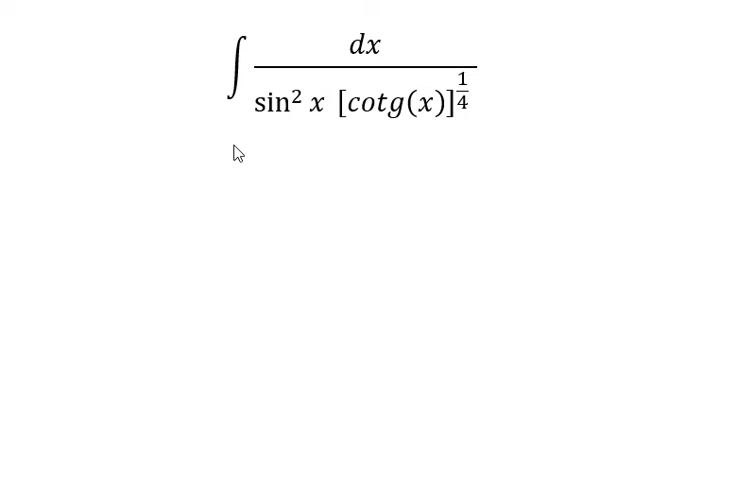 ∫ dx / (sin² x [cotg(x)]^(1/4))